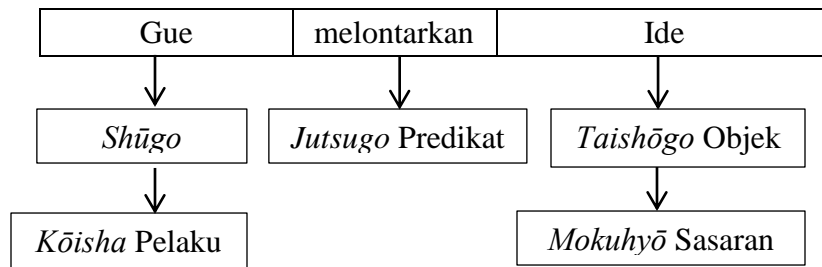 Gue melontarkan Ide
Shūgo Jutsugo Predikat Taishōgo Objek
Kōisha Pelaku Mokuhyō Sasaran